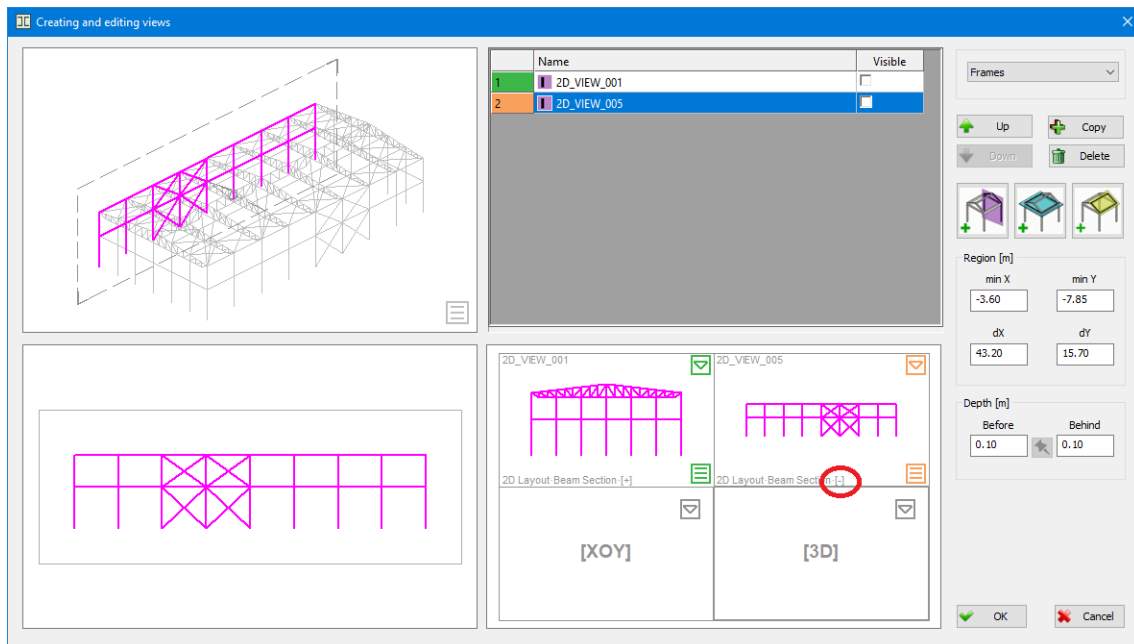 Creating and editing views
Name Visible
1 2D_VIEW_001
2 2D_VIEW_005
Frames
Up Copy
Down Delete
Region [m]
min X min Y
-3.60 -7.85
dX dY
43.20 15.70
Depth [m]
Before Behind
0.10 0.10
2D_VIEW_001 2D_VIEW_005
2D Layout·Beam Section·[+] 2D Layout·Beam Section·[-]
[XOY] [3D]
OK Cancel